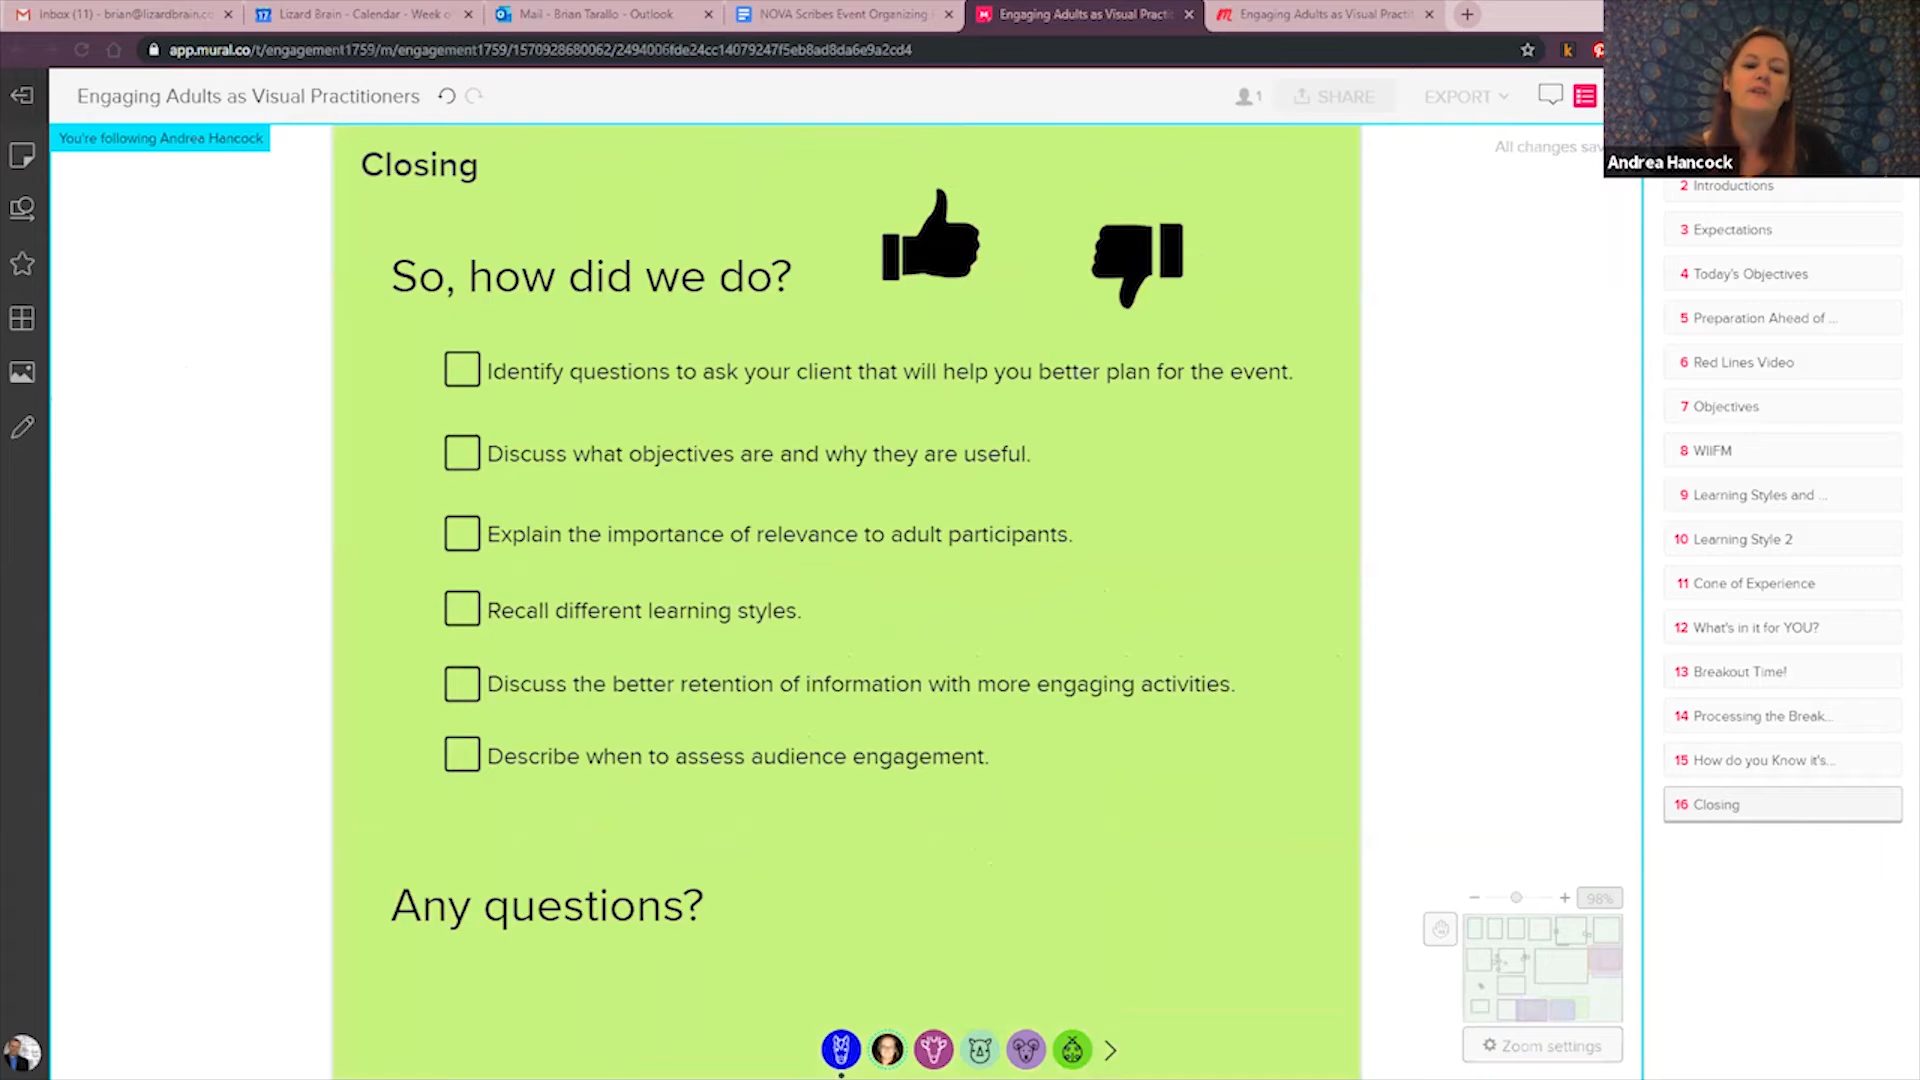 Inbox (11) - brian@lizardbrain.co
Lizard Brain - Calendar - Week o
Mail - Brian Tarallo - Outlook
NOVA Scribes Event Organizing
Engaging Adults as Visual Practi
Engaging Adults as Visual Practit
app.mural.co/t/engagement1759/m/engagement1759/1570928680062/2494006fde24cc14079247f5eb8ad8da6e9a2cd4
Engaging Adults as Visual Practitioners
1
SHARE
EXPORT
You're following Andrea Hancock
All changes sav
Andrea Hancock
Closing
So, how did we do?
Identify questions to ask your client that will help you better plan for the event.
Discuss what objectives are and why they are useful.
Explain the importance of relevance to adult participants.
Recall different learning styles.
Discuss the better retention of information with more engaging activities.
Describe when to assess audience engagement.
Any questions?
2 Introductions
3 Expectations
4 Today's Objectives
5 Preparation Ahead of ...
6 Red Lines Video
7 Objectives
8 WIIFM
9 Learning Styles and ...
10 Learning Style 2
11 Cone of Experience
12 What's in it for YOU?
13 Breakout Time!
14 Processing the Break...
15 How do you Know it's...
16 Closing
98%
Zoom settings